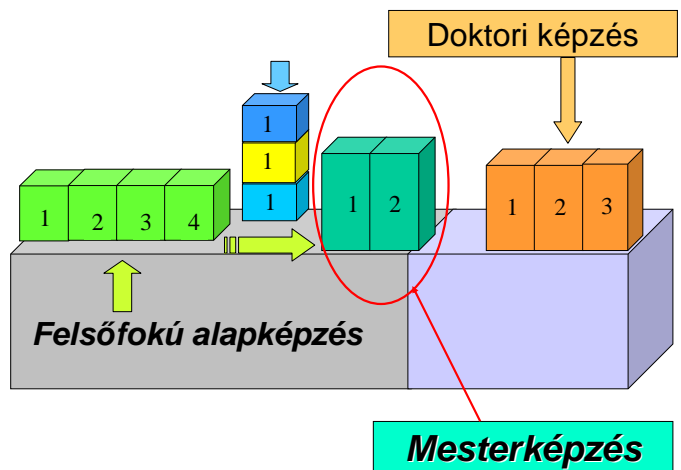 Doktori képzés
1
1
1
1 2 3 4
1 2
1 2 3
Felsőfokú alapképzés
Mesterképzés